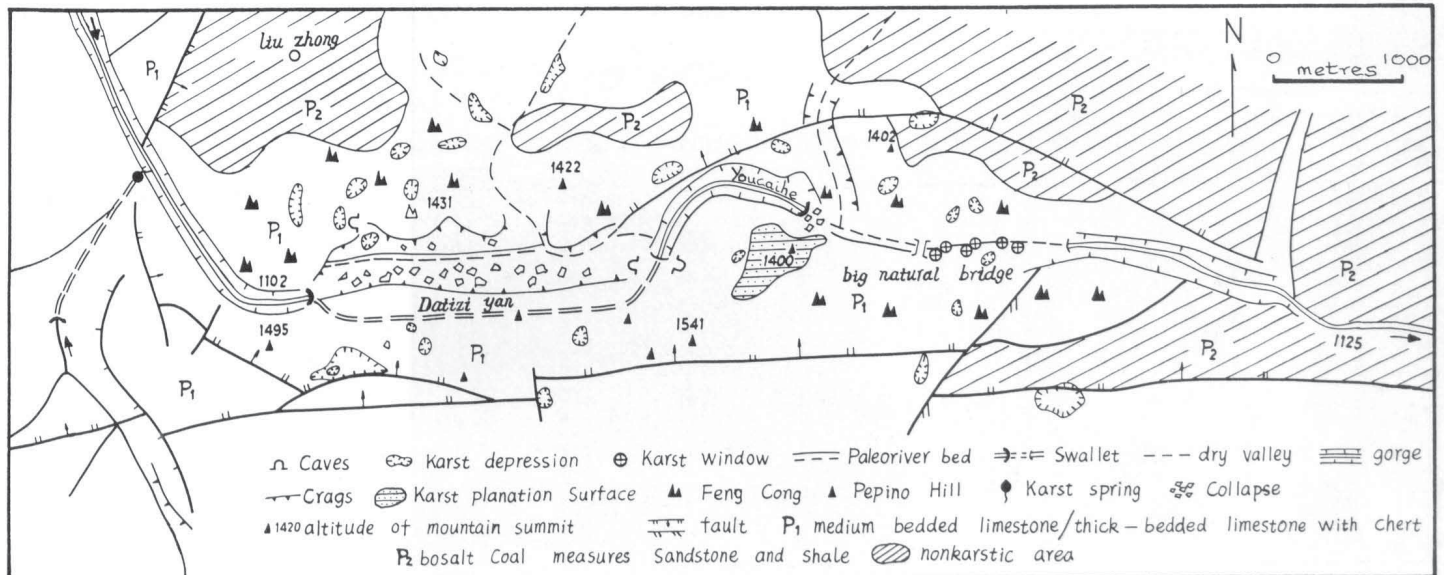 liu zhong
P₁
P₂
P₂
P₁
P₂
N
0 metres 1000
1402
P₂
1422
1431
Youcaihe
P₁
1102
1400
big natural bridge
P₂
Datizi yan
1495
1541
P₁
P₁
P₁
P₂
1125
Caves Karst depression Karst window Paleoriver bed Swallet dry valley gorge
Crags Karst planation Surface Feng Cong Pepino Hill Karst spring Collapse
1420 altitude of mountain summit fault P₁ medium bedded limestone/thick-bedded limestone with chert
P₂ bosalt Coal measures Sandstone and shale nonkarstic area